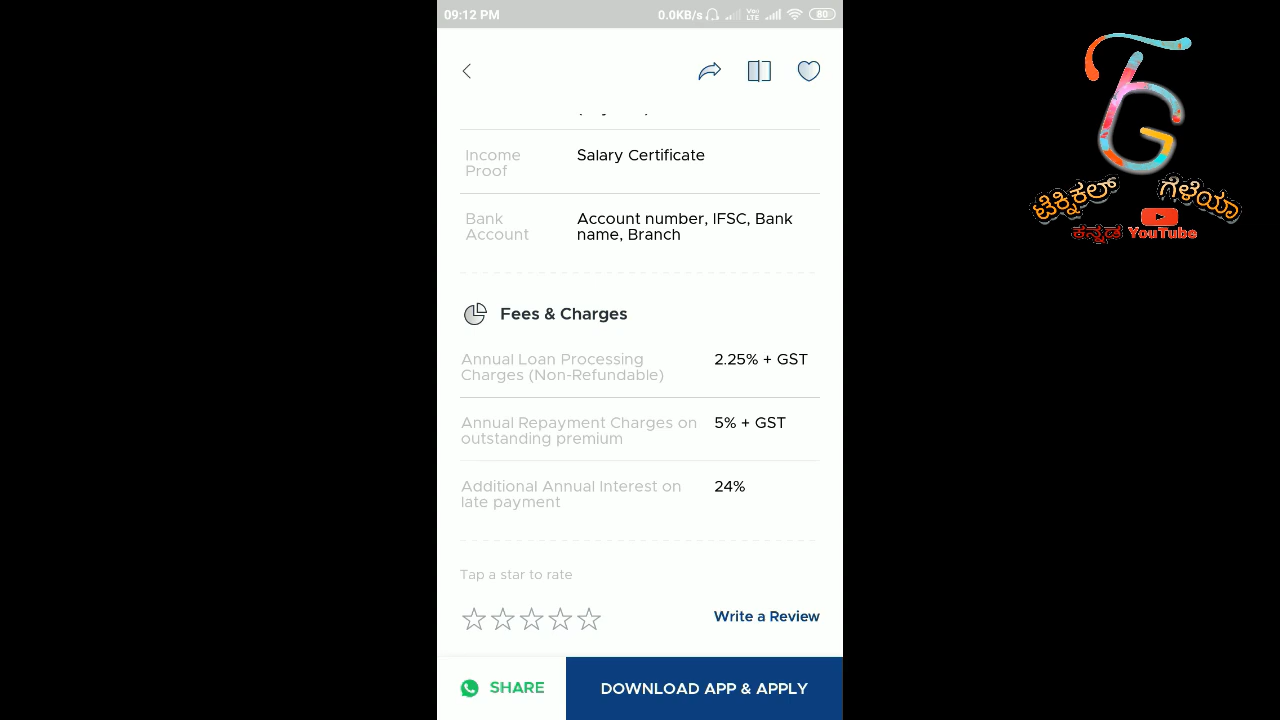 09:12 PM
0.0KB/s
Vo)
LTE
80
Income
Proof
Salary Certificate
Bank
Account
Account number, IFSC, Bank
name, Branch
Fees & Charges
Annual Loan Processing
Charges (Non-Refundable)
2.25% + GST
Annual Repayment Charges on
outstanding premium
5% + GST
Additional Annual Interest on
late payment
24%
Tap a star to rate
Write a Review
SHARE
DOWNLOAD APP & APPLY
TG
ಟೆಕ್ನಿಕಲ್ ಗೆಳೆಯಾ
ಕನ್ನಡ YouTube